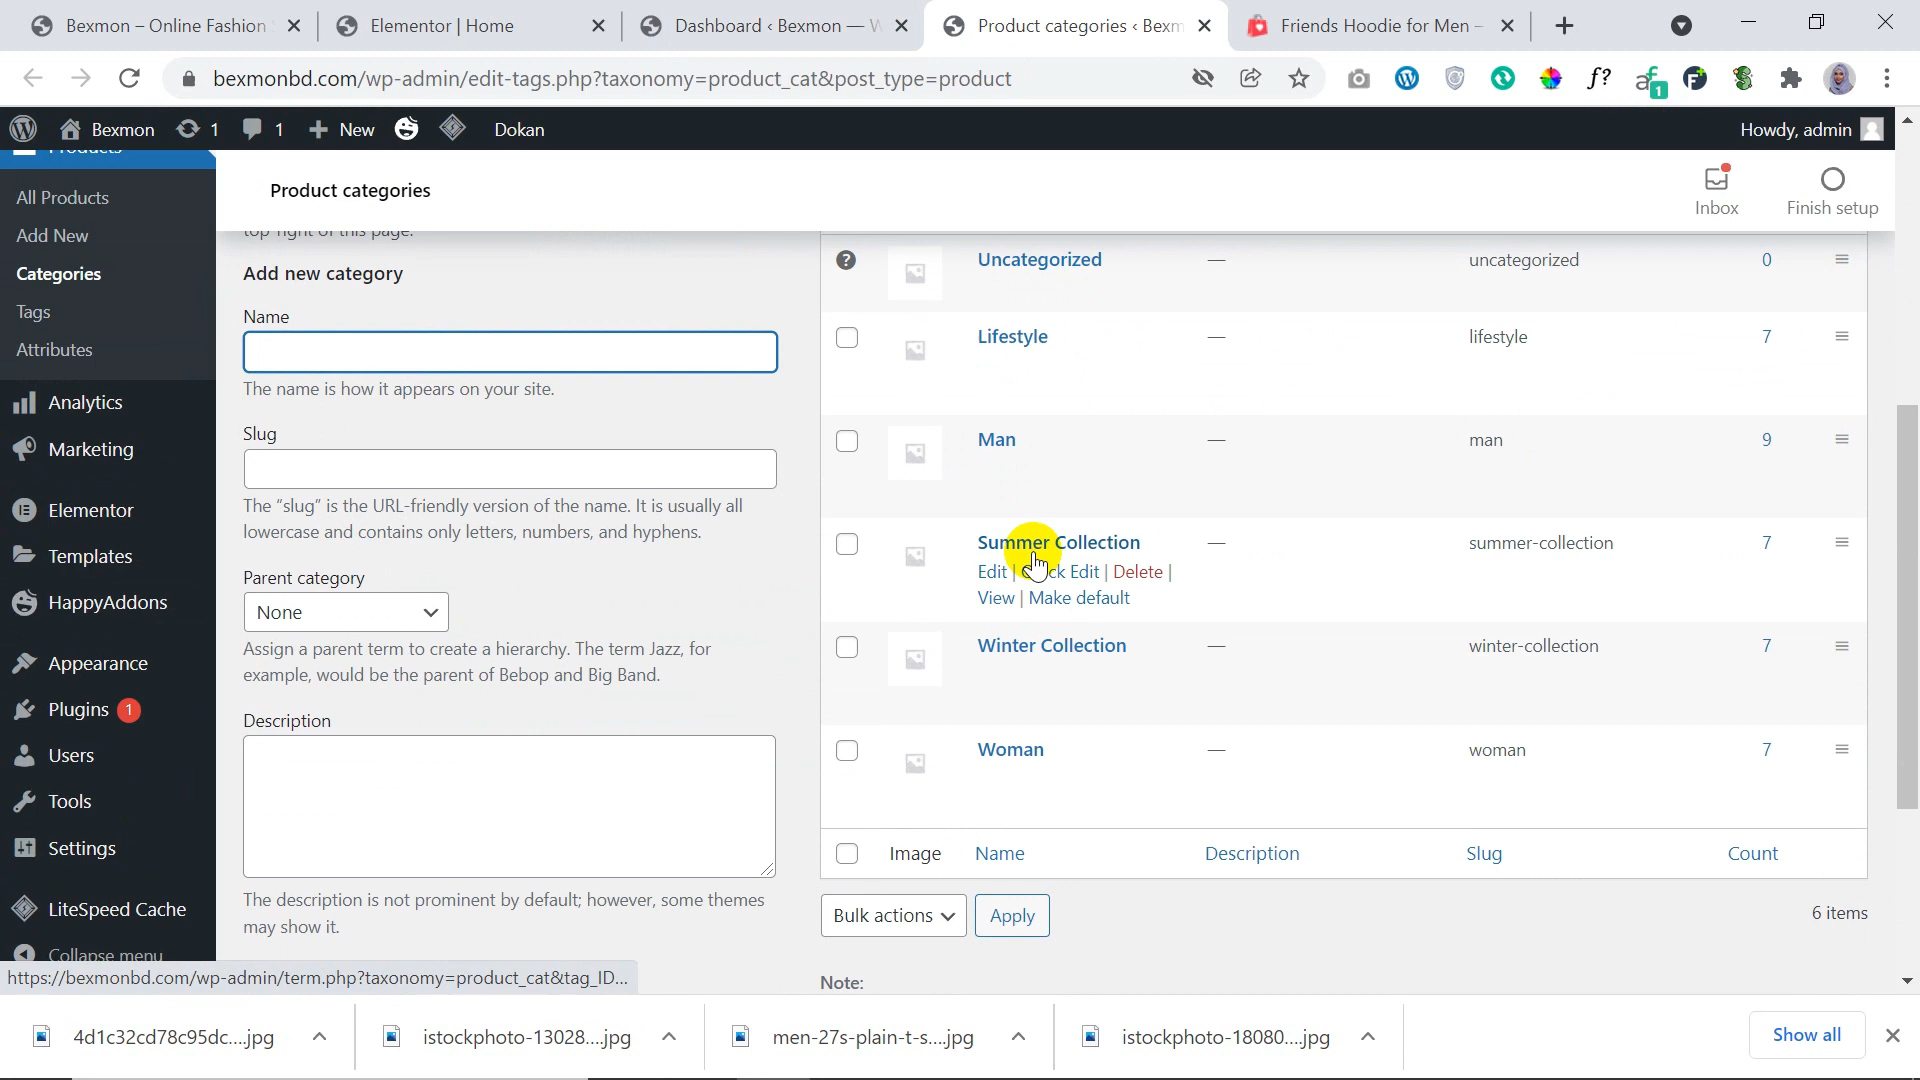 Bexmon – Online Fashion
Elementor | Home
Dashboard ‹ Bexmon — W
Product categories ‹ Bexm
Friends Hoodie for Men –
bexmonbd.com/wp-admin/edit-tags.php?taxonomy=product_cat&post_type=product
f?
1
Bexmon
1
1
New
Dokan
Howdy, admin
Products
All Products
Add New
Categories
Tags
Attributes
Analytics
Marketing
Elementor
Templates
HappyAddons
Appearance
Plugins 1
Users
Tools
Settings
LiteSpeed Cache
Collapse menu
Product categories
Inbox
Finish setup
top right of this page.
Add new category
Name
The name is how it appears on your site.
Slug
The “slug” is the URL-friendly version of the name. It is usually all
lowercase and contains only letters, numbers, and hyphens.
Parent category
None
Assign a parent term to create a hierarchy. The term Jazz, for
example, would be the parent of Bebop and Big Band.
Description
The description is not prominent by default; however, some themes
may show it.
Uncategorized — uncategorized 0
Lifestyle — lifestyle 7
Man — man 9
Summer Collection — summer-collection 7
Edit | Quick Edit | Delete |
View | Make default
Winter Collection — winter-collection 7
Woman — woman 7
Image Name Description Slug Count
Bulk actions Apply
6 items
Note:
https://bexmonbd.com/wp-admin/term.php?taxonomy=product_cat&tag_ID...
4d1c32cd78c95dc....jpg
istockphoto-13028....jpg
men-27s-plain-t-s....jpg
istockphoto-18080....jpg
Show all